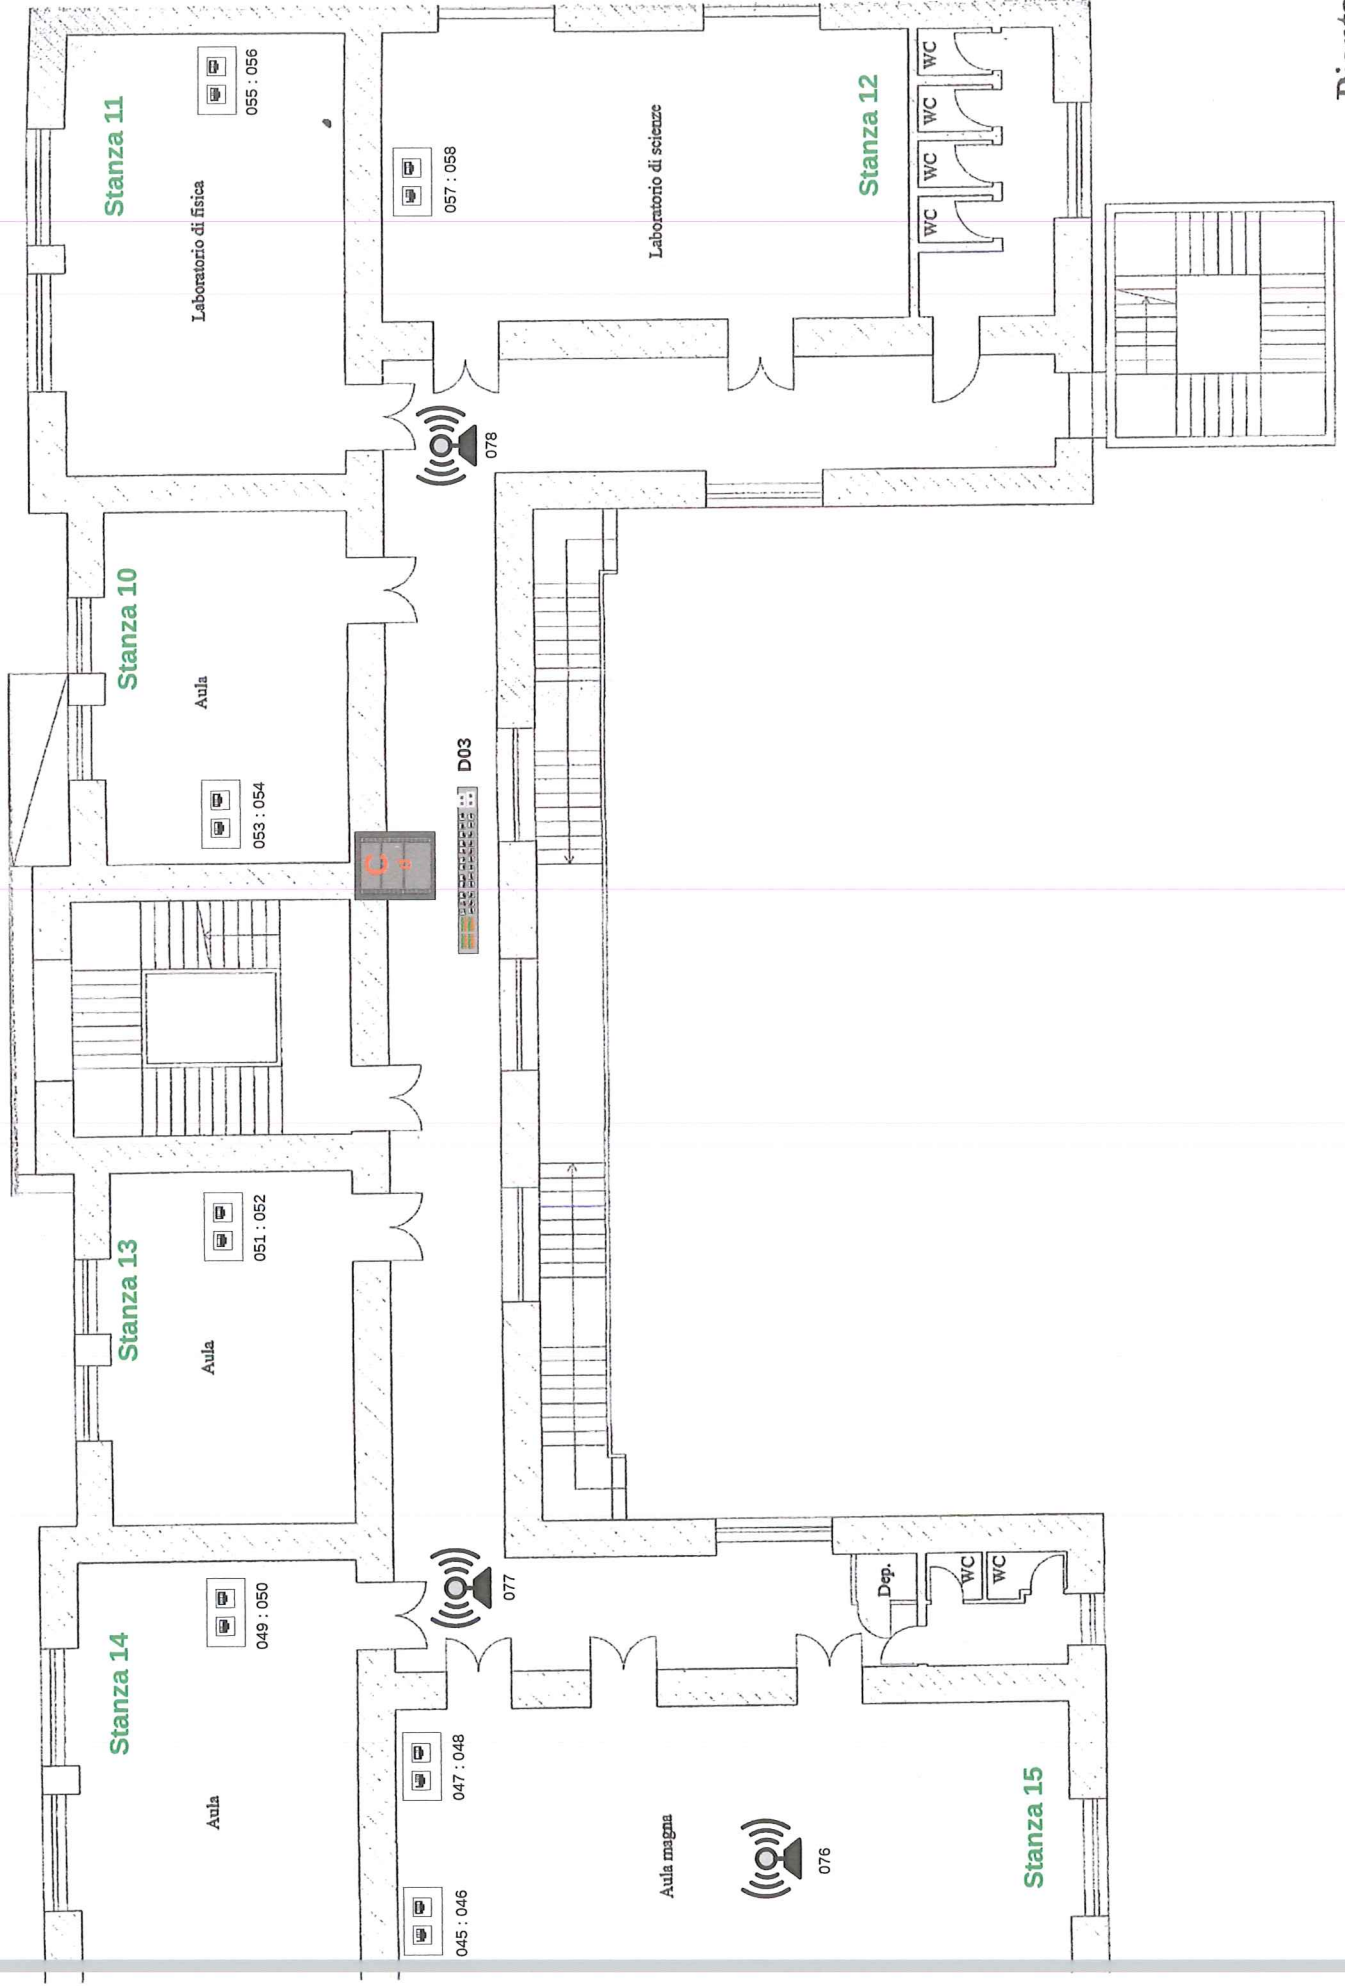 Stanza 14
Aula
049 : 050
Stanza 13
Aula
051 : 052
Stanza 10
Aula
053 : 054
Stanza 11
Laboratorio di fisica
055 : 056
C
D03
077
078
045 : 046
047 : 048
Aula magna
076
Stanza 15
Dep.
WC
WC
057 : 058
Laboratorio di scienze
Stanza 12
WC
WC
WC
WC